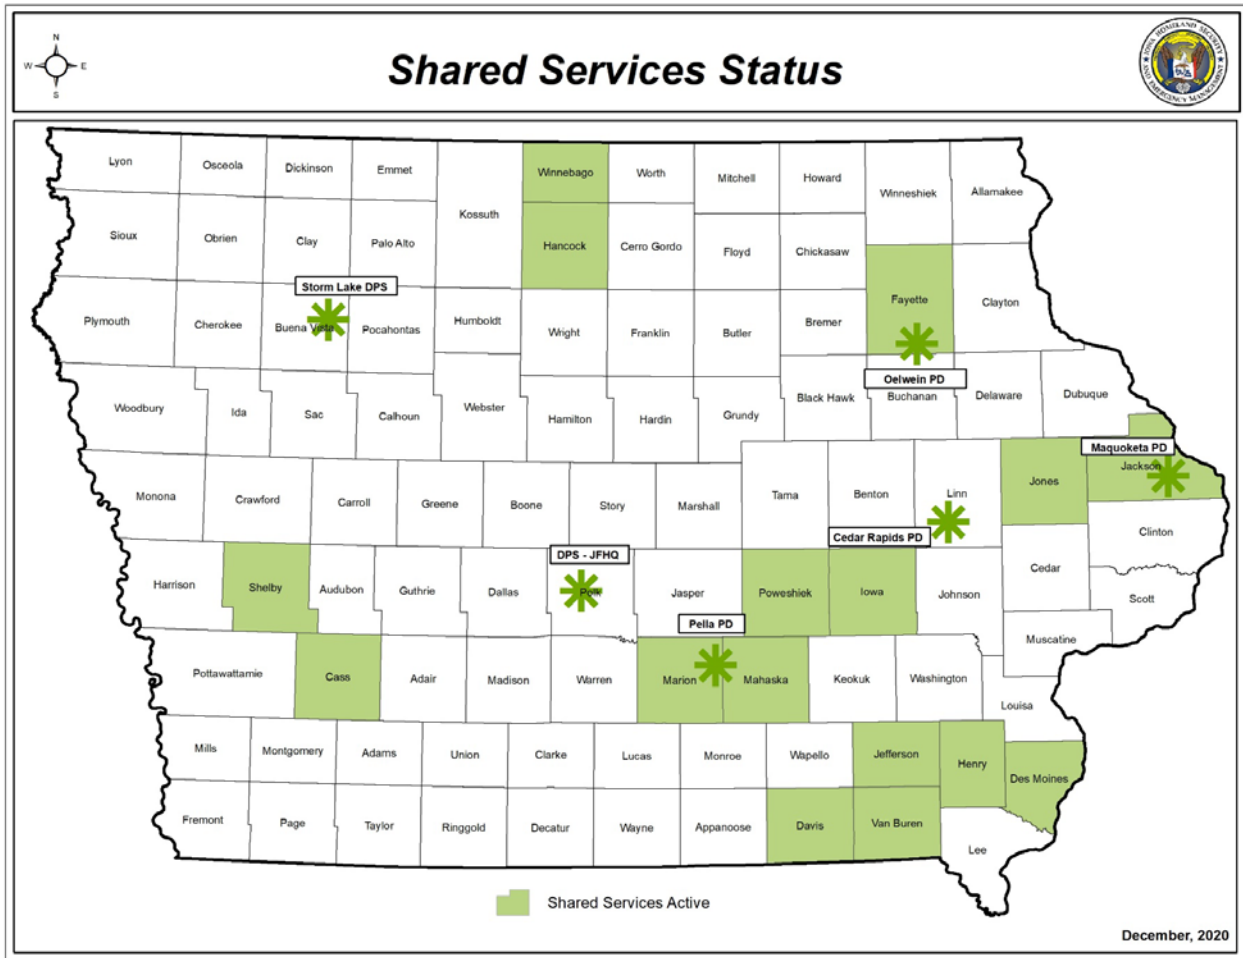 N
W E
S
Shared Services Status
IOWA HOMELAND SECURITY
AND EMERGENCY MANAGEMENT
Lyon
Osceola
Dickinson
Emmet
Kossuth
Winnebago
Worth
Mitchell
Howard
Winneshiek
Allamakee
Sioux
Obrien
Clay
Palo Alto
Hancock
Cerro Gordo
Floyd
Chickasaw
Fayette
Clayton
Storm Lake DPS
Plymouth
Cherokee
Buena Vista
Pocahontas
Humboldt
Wright
Franklin
Butler
Bremer
Oelwein PD
Woodbury
Ida
Sac
Calhoun
Webster
Hamilton
Hardin
Grundy
Black Hawk
Buchanan
Delaware
Dubuque
Maquoketa PD
Jackson
Monona
Crawford
Carroll
Greene
Boone
Story
Marshall
Tama
Benton
Linn
Jones
Cedar Rapids PD
Clinton
DPS - JFHQ
Harrison
Shelby
Audubon
Guthrie
Dallas
Polk
Jasper
Poweshiek
Iowa
Johnson
Cedar
Scott
Pella PD
Muscatine
Pottawattamie
Cass
Adair
Madison
Warren
Marion
Mahaska
Keokuk
Washington
Louisa
Mills
Montgomery
Adams
Union
Clarke
Lucas
Monroe
Wapello
Jefferson
Henry
Des Moines
Fremont
Page
Taylor
Ringgold
Decatur
Wayne
Appanoose
Davis
Van Buren
Lee
Shared Services Active
December, 2020